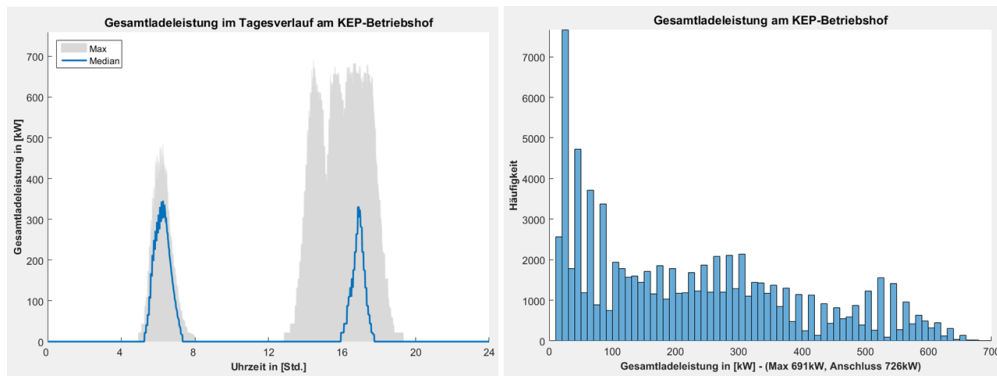 Gesamtladeleistung im Tagesverlauf am KEP-Betriebshof
Max
Median
Gesamtladeleistung in [kW]
700
600
500
400
300
200
100
0
0 4 8 12 16 20 24
Uhrzeit in [Std.]
Gesamtladeleistung am KEP-Betriebshof
Häufigkeit
7000
6000
5000
4000
3000
2000
1000
0
0 100 200 300 400 500 600 700
Gesamtladeleistung in [kW] - (Max 691kW, Anschluss 726kW)